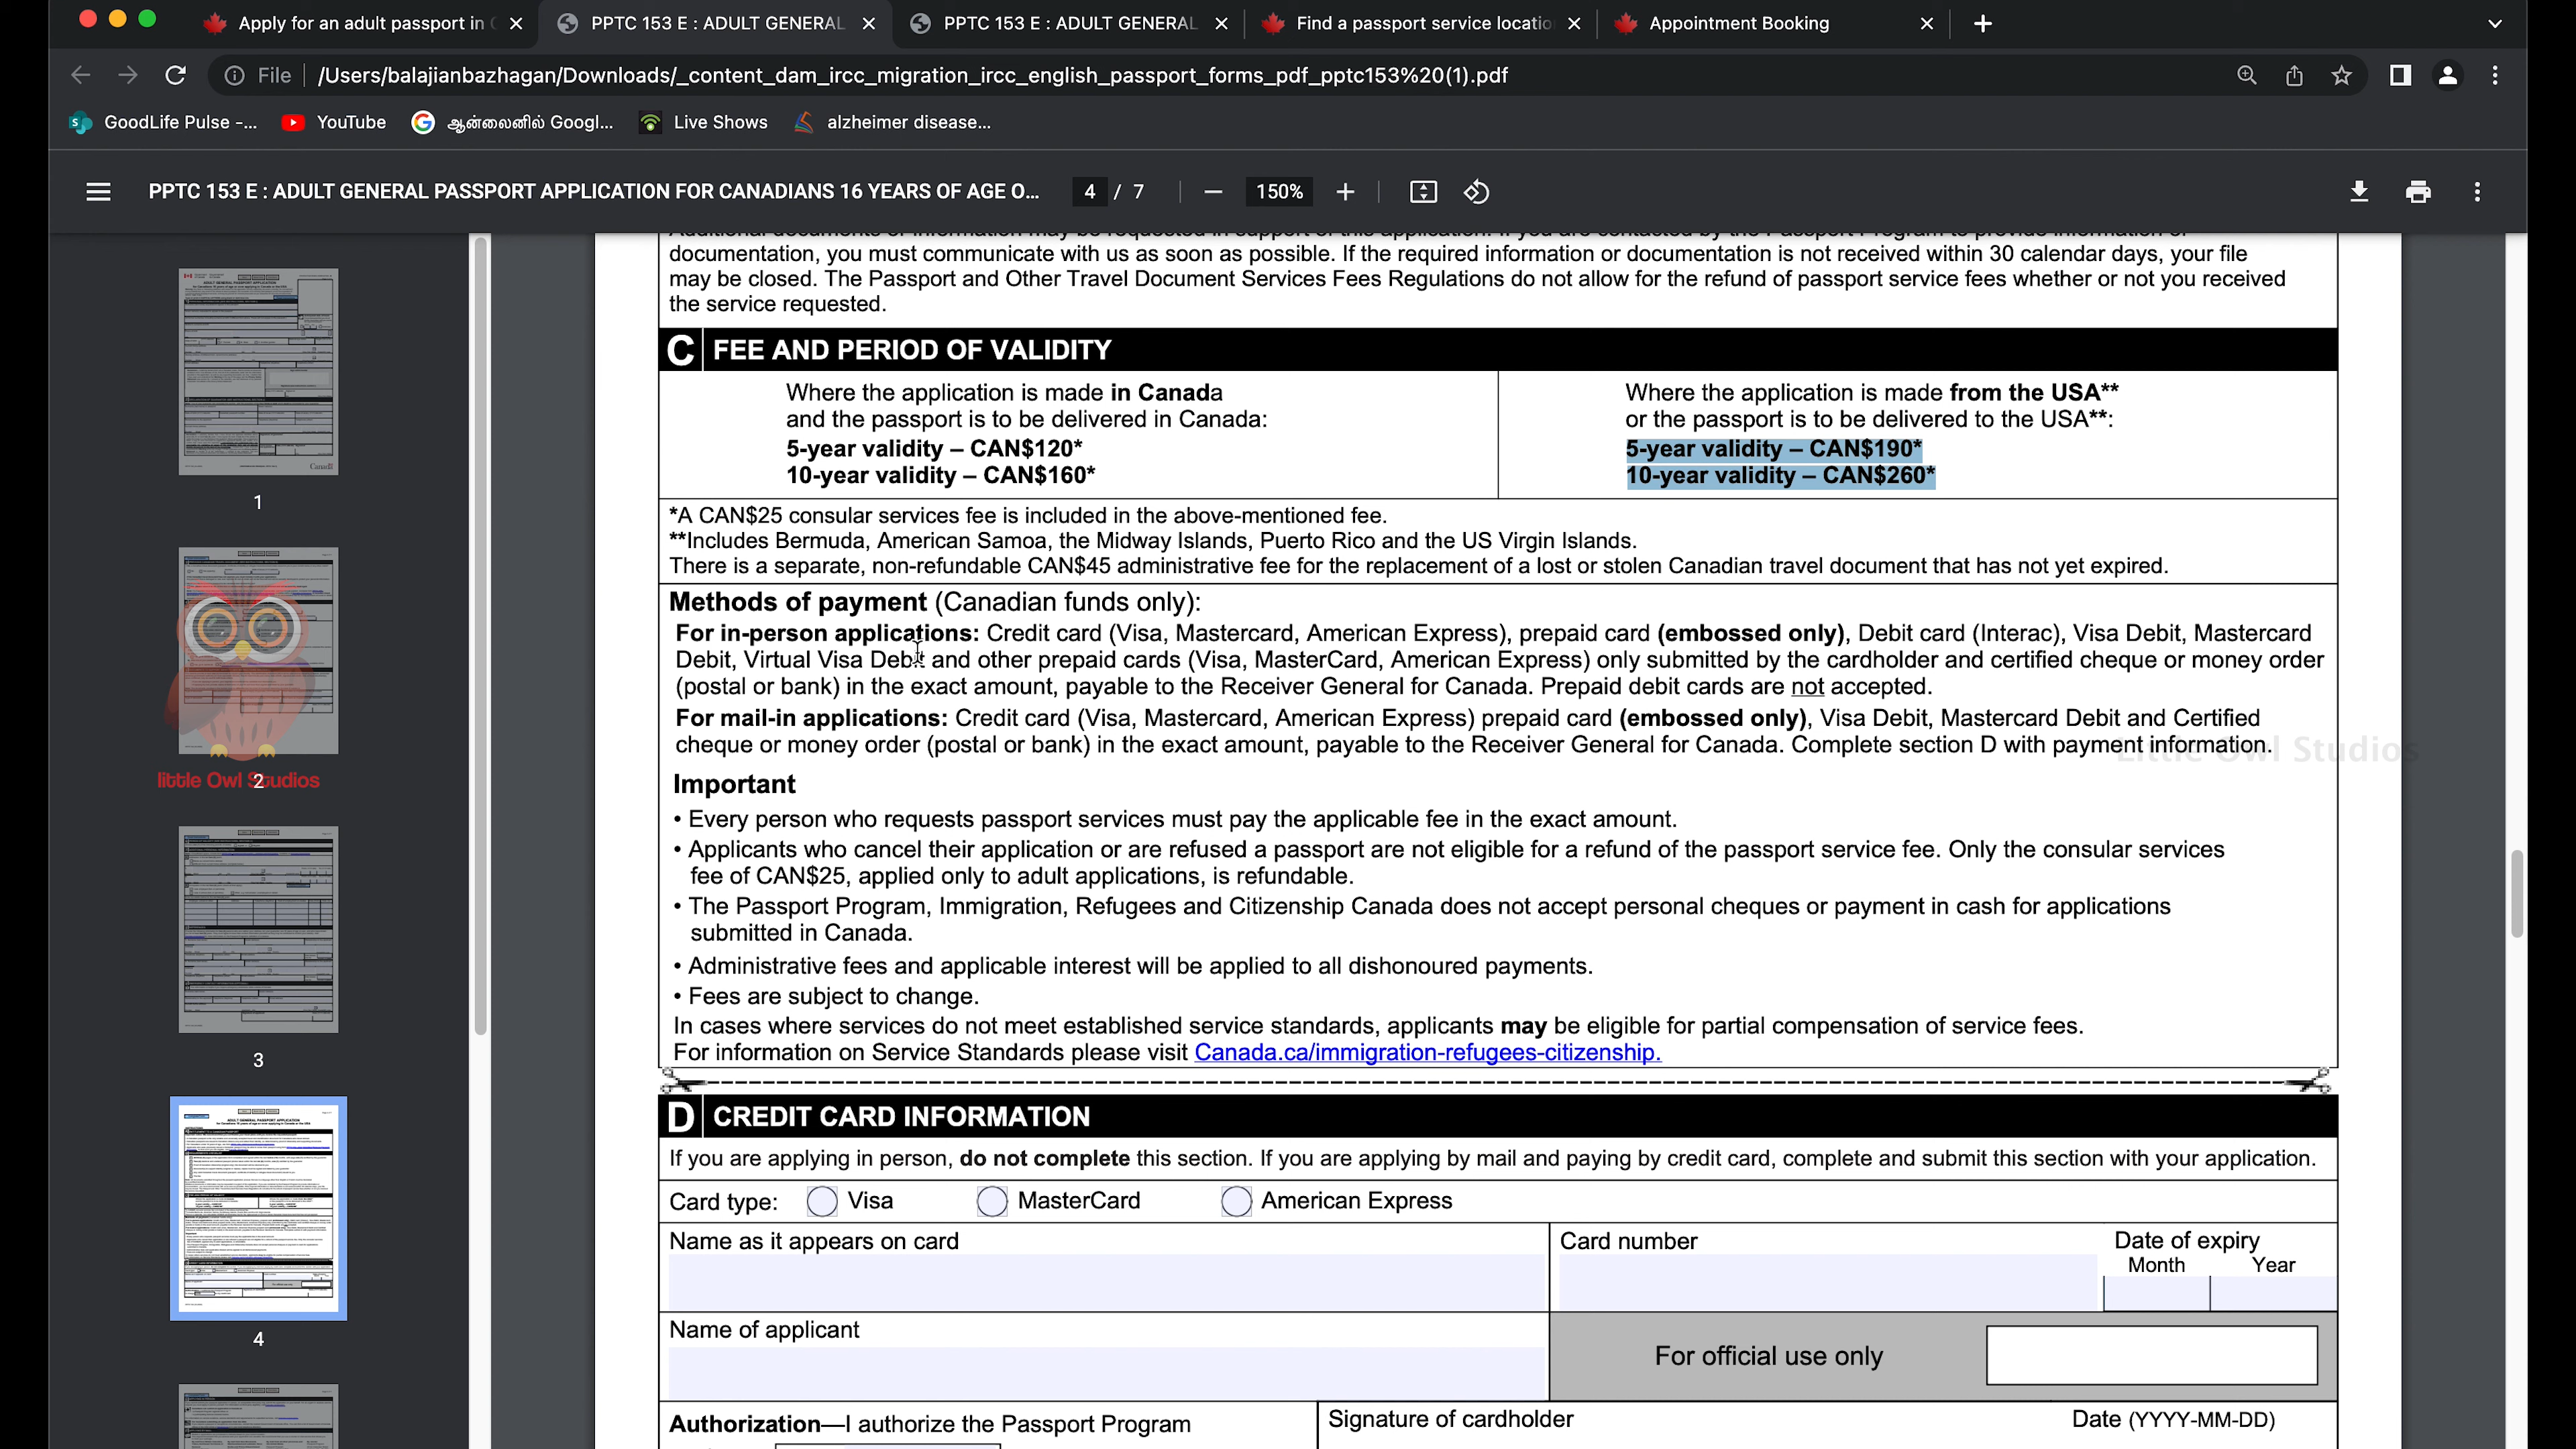 Apply for an adult passport in C
PPTC 153 E : ADULT GENERAL
PPTC 153 E : ADULT GENERAL
Find a passport service locatio
Appointment Booking
File
/Users/balajianbazhagan/Downloads/_content_dam_ircc_migration_ircc_english_passport_forms_pdf_pptc153%20(1).pdf
GoodLife Pulse -...
YouTube
ஆன்லைனில் Googl...
Live Shows
alzheimer disease...
PPTC 153 E : ADULT GENERAL PASSPORT APPLICATION FOR CANADIANS 16 YEARS OF AGE O...
4 / 7
150%
1
2
little Owl Studios
3
4
Additional documents or information may be requested in support of this application. If you are contacted by the Passport Program to provide information or
documentation, you must communicate with us as soon as possible. If the required information or documentation is not received within 30 calendar days, your file
may be closed. The Passport and Other Travel Document Services Fees Regulations do not allow for the refund of passport service fees whether or not you received
the service requested.
C FEE AND PERIOD OF VALIDITY
Where the application is made in Canada
and the passport is to be delivered in Canada:
5-year validity – CAN$120*
10-year validity – CAN$160*
Where the application is made from the USA**
or the passport is to be delivered to the USA**:
5-year validity – CAN$190*
10-year validity – CAN$260*
*A CAN$25 consular services fee is included in the above-mentioned fee.
**Includes Bermuda, American Samoa, the Midway Islands, Puerto Rico and the US Virgin Islands.
There is a separate, non-refundable CAN$45 administrative fee for the replacement of a lost or stolen Canadian travel document that has not yet expired.
Methods of payment (Canadian funds only):
For in-person applications: Credit card (Visa, Mastercard, American Express), prepaid card (embossed only), Debit card (Interac), Visa Debit, Mastercard
Debit, Virtual Visa Debit and other prepaid cards (Visa, MasterCard, American Express) only submitted by the cardholder and certified cheque or money order
(postal or bank) in the exact amount, payable to the Receiver General for Canada. Prepaid debit cards are not accepted.
For mail-in applications: Credit card (Visa, Mastercard, American Express) prepaid card (embossed only), Visa Debit, Mastercard Debit and Certified
cheque or money order (postal or bank) in the exact amount, payable to the Receiver General for Canada. Complete section D with payment information.
Little Owl Studios
Important
• Every person who requests passport services must pay the applicable fee in the exact amount.
• Applicants who cancel their application or are refused a passport are not eligible for a refund of the passport service fee. Only the consular services
fee of CAN$25, applied only to adult applications, is refundable.
• The Passport Program, Immigration, Refugees and Citizenship Canada does not accept personal cheques or payment in cash for applications
submitted in Canada.
• Administrative fees and applicable interest will be applied to all dishonoured payments.
• Fees are subject to change.
In cases where services do not meet established service standards, applicants may be eligible for partial compensation of service fees.
For information on Service Standards please visit Canada.ca/immigration-refugees-citizenship.
D CREDIT CARD INFORMATION
If you are applying in person, do not complete this section. If you are applying by mail and paying by credit card, complete and submit this section with your application.
Card type: Visa MasterCard American Express
Name as it appears on card
Card number
Date of expiry
Month Year
Name of applicant
For official use only
Authorization—I authorize the Passport Program
Signature of cardholder
Date (YYYY-MM-DD)